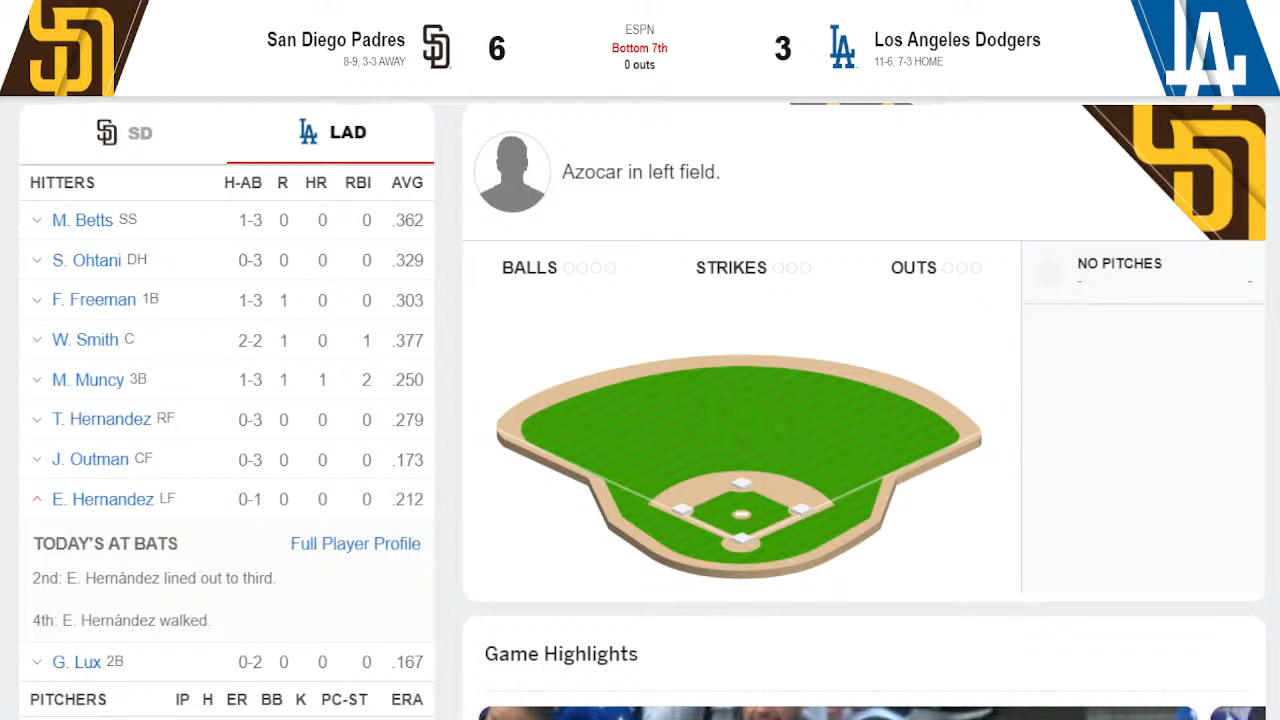 San Diego Padres
8-9, 3-3 AWAY
SD
6
ESPN
Bottom 7th
0 outs
3
LA
Los Angeles Dodgers
11-6, 7-3 HOME
SD SD
LA LAD
HITTERS H-AB R HR RBI AVG
M. Betts SS 1-3 0 0 0 .362
S. Ohtani DH 0-3 0 0 0 .329
F. Freeman 1B 1-3 1 0 0 .303
W. Smith C 2-2 1 0 1 .377
M. Muncy 3B 1-3 1 1 2 .250
T. Hernandez RF 0-3 0 0 0 .279
J. Outman CF 0-3 0 0 0 .173
E. Hernandez LF 0-1 0 0 0 .212
TODAY'S AT BATS Full Player Profile
2nd: E. Hernández lined out to third.
4th: E. Hernández walked.
G. Lux 2B 0-2 0 0 0 .167
PITCHERS IP H ER BB K PC-ST ERA
Azocar in left field.
BALLS STRIKES OUTS
NO PITCHES
- -
Game Highlights